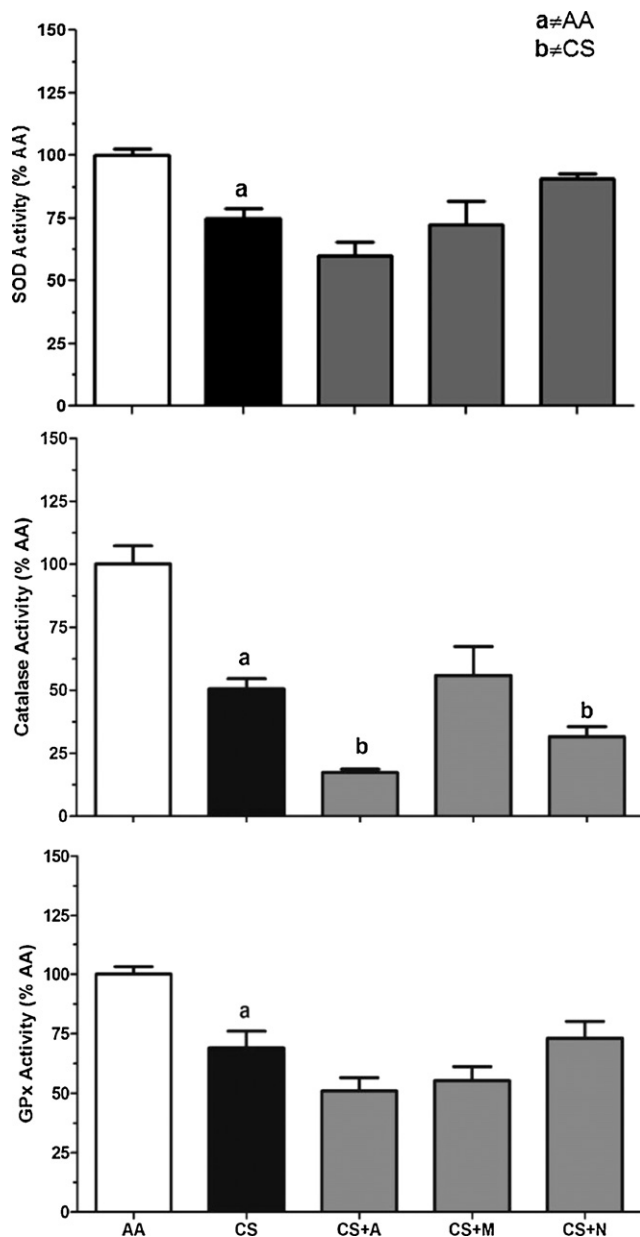 a≠AA
b≠CS
SOD Activity (% AA)
150
125
100
75
50
25
0
a
Catalase Activity (% AA)
150
125
100
75
50
25
0
a
b
b
GPx Activity (% AA)
150
125
100
75
50
25
0
a
AA CS CS+A CS+M CS+N